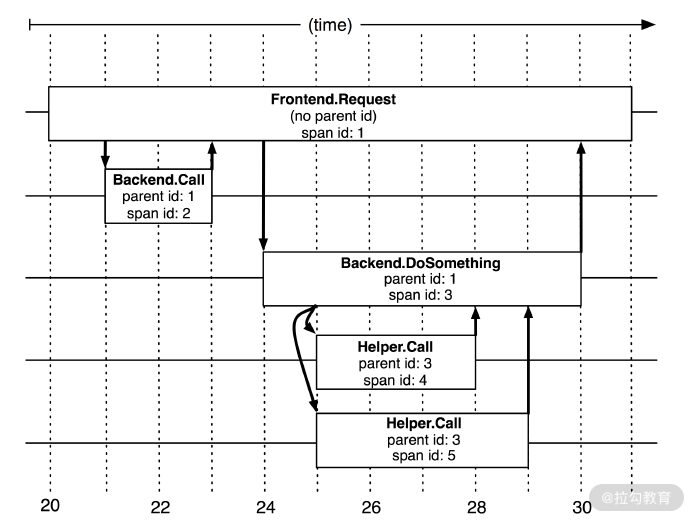 (time)
Frontend.Request
(no parent id)
span id: 1
Backend.Call
parent id: 1
span id: 2
Backend.DoSomething
parent id: 1
span id: 3
Helper.Call
parent id: 3
span id: 4
Helper.Call
parent id: 3
span id: 5
20 22 24 26 28 30
@拉勾教育